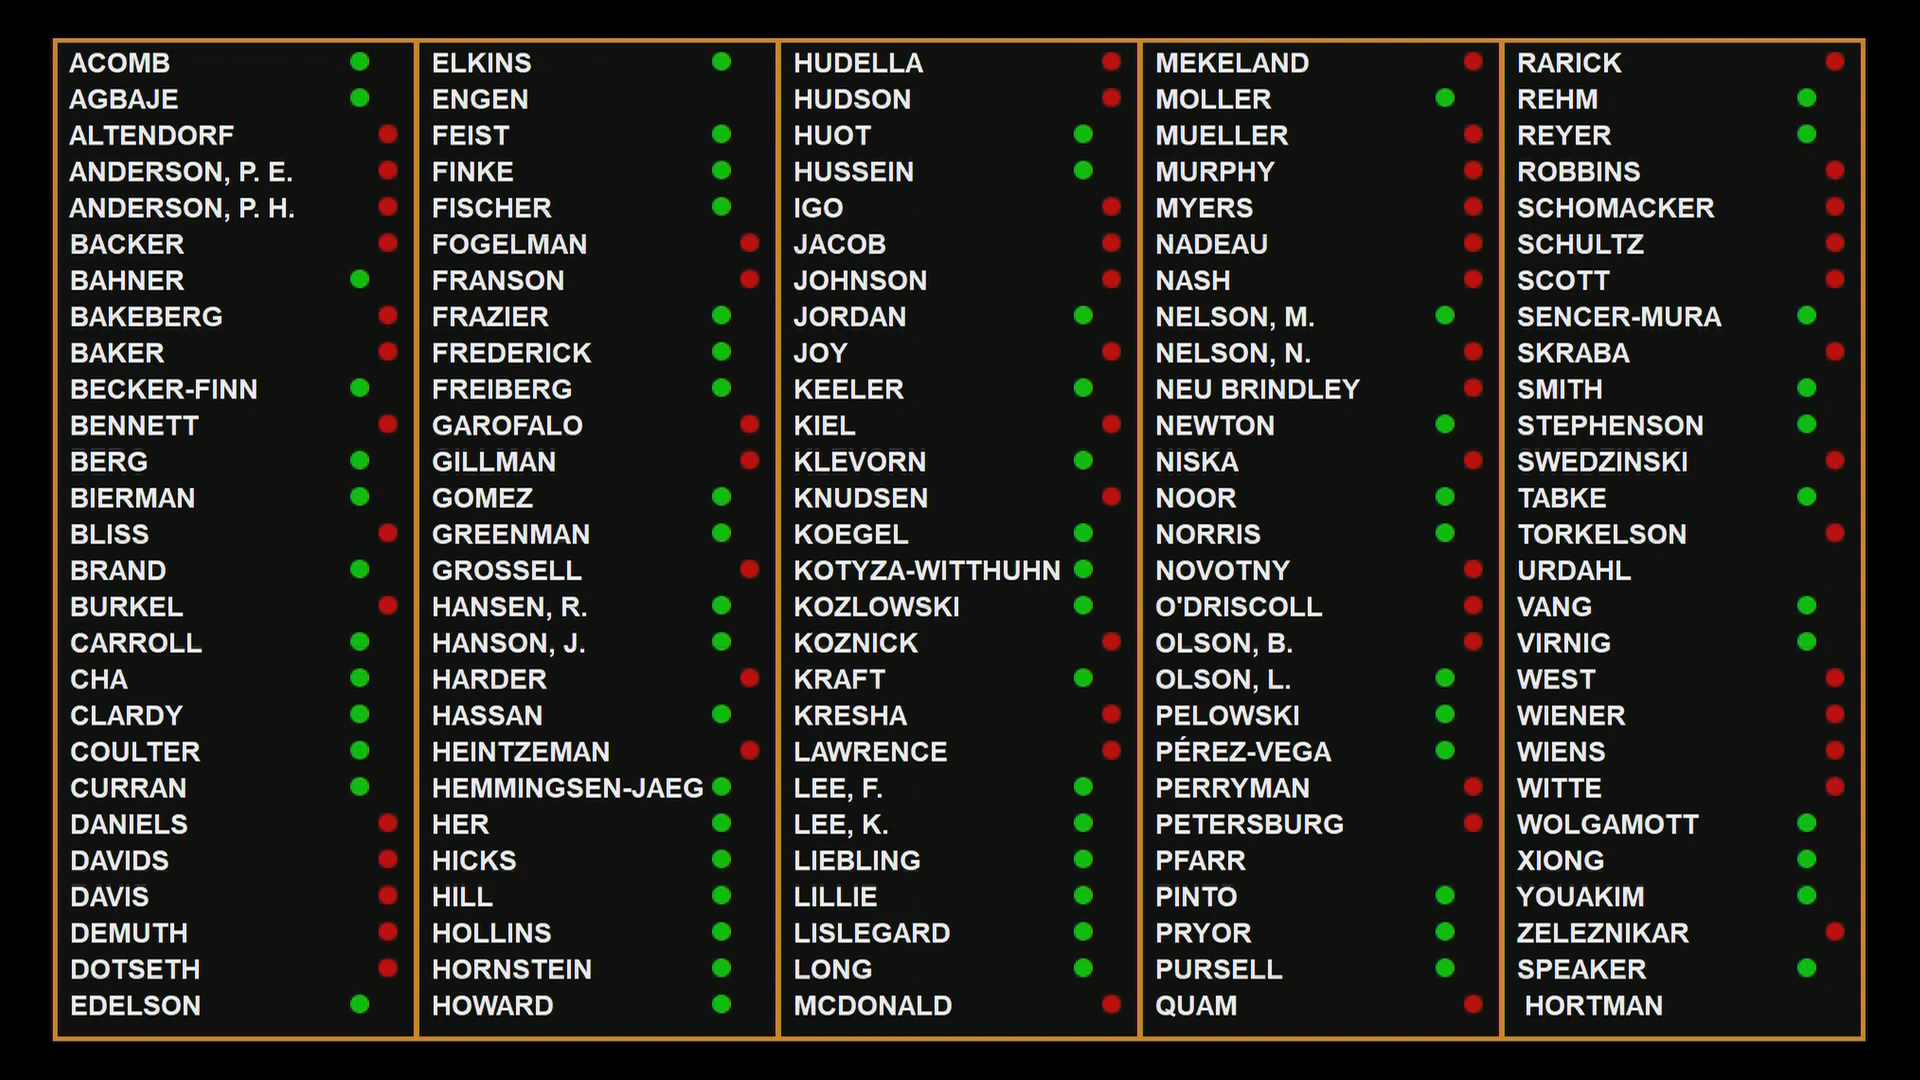 ACOMB
AGBAJE
ALTENDORF
ANDERSON, P. E.
ANDERSON, P. H.
BACKER
BAHNER
BAKEBERG
BAKER
BECKER-FINN
BENNETT
BERG
BIERMAN
BLISS
BRAND
BURKEL
CARROLL
CHA
CLARDY
COULTER
CURRAN
DANIELS
DAVIDS
DAVIS
DEMUTH
DOTSETH
EDELSON
ELKINS
ENGEN
FEIST
FINKE
FISCHER
FOGELMAN
FRANSON
FRAZIER
FREDERICK
FREIBERG
GAROFALO
GILLMAN
GOMEZ
GREENMAN
GROSSELL
HANSEN, R.
HANSON, J.
HARDER
HASSAN
HEINTZEMAN
HEMMINGSEN-JAEG
HER
HICKS
HILL
HOLLINS
HORNSTEIN
HOWARD
HUDELLA
HUDSON
HUOT
HUSSEIN
IGO
JACOB
JOHNSON
JORDAN
JOY
KEELER
KIEL
KLEVORN
KNUDSEN
KOEGEL
KOTYZA-WITTHUHN
KOZLOWSKI
KOZNICK
KRAFT
KRESHA
LAWRENCE
LEE, F.
LEE, K.
LIEBLING
LILLIE
LISLEGARD
LONG
MCDONALD
MEKELAND
MOLLER
MUELLER
MURPHY
MYERS
NADEAU
NASH
NELSON, M.
NELSON, N.
NEU BRINDLEY
NEWTON
NISKA
NOOR
NORRIS
NOVOTNY
O'DRISCOLL
OLSON, B.
OLSON, L.
PELOWSKI
PÉREZ-VEGA
PERRYMAN
PETERSBURG
PFARR
PINTO
PRYOR
PURSELL
QUAM
RARICK
REHM
REYER
ROBBINS
SCHOMACKER
SCHULTZ
SCOTT
SENCER-MURA
SKRABA
SMITH
STEPHENSON
SWEDZINSKI
TABKE
TORKELSON
URDAHL
VANG
VIRNIG
WEST
WIENER
WIENS
WITTE
WOLGAMOTT
XIONG
YOUAKIM
ZELEZNIKAR
SPEAKER
HORTMAN